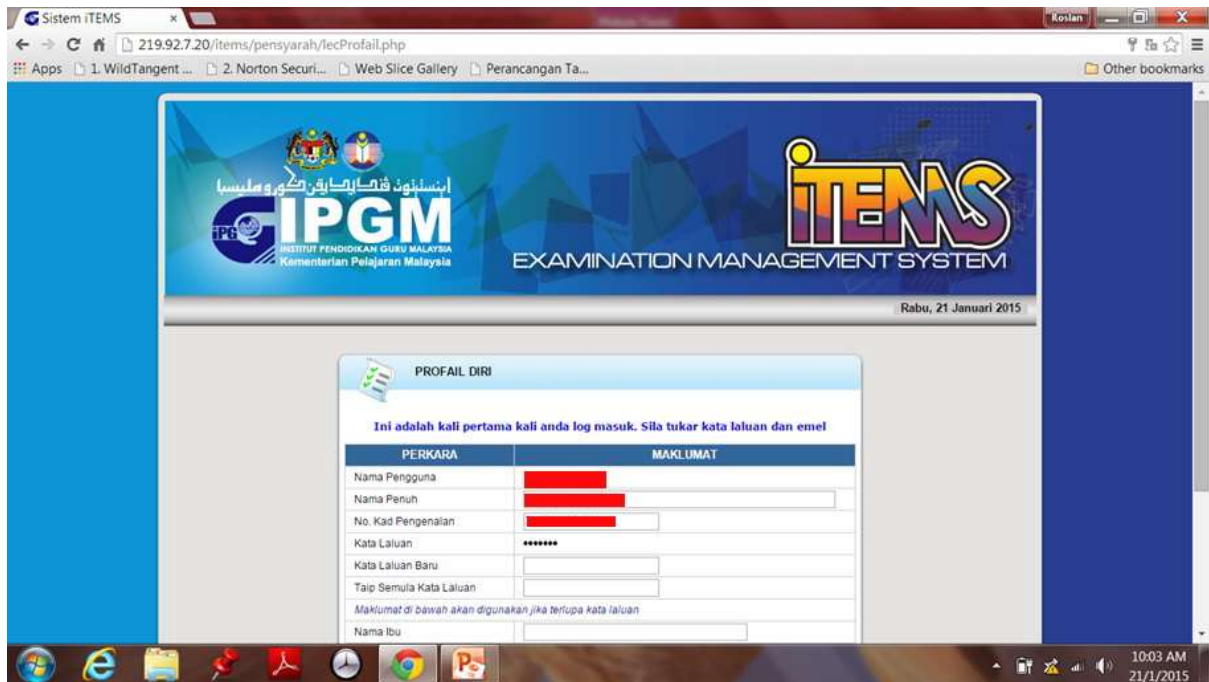 Sistem iTEMS
Roslan
219.92.7.20/items/pensyarah/lecProfail.php
Apps 1. WildTangent ... 2. Norton Securi... Web Slice Gallery Perancangan Ta... Other bookmarks
iPG
IPGM
INSTITUT PENDIDIKAN GURU MALAYSIA
Kementerian Pelajaran Malaysia
iTEMS
EXAMINATION MANAGEMENT SYSTEM
Rabu, 21 Januari 2015
PROFAIL DIRI
Ini adalah kali pertama kali anda log masuk. Sila tukar kata laluan dan emel
PERKARA MAKLUMAT
Nama Pengguna
Nama Penuh
No. Kad Pengenalan
Kata Laluan •••••••
Kata Laluan Baru
Taip Semula Kata Laluan
Maklumat di bawah akan digunakan jika terlupa kata laluan
Nama Ibu
10:03 AM
21/1/2015